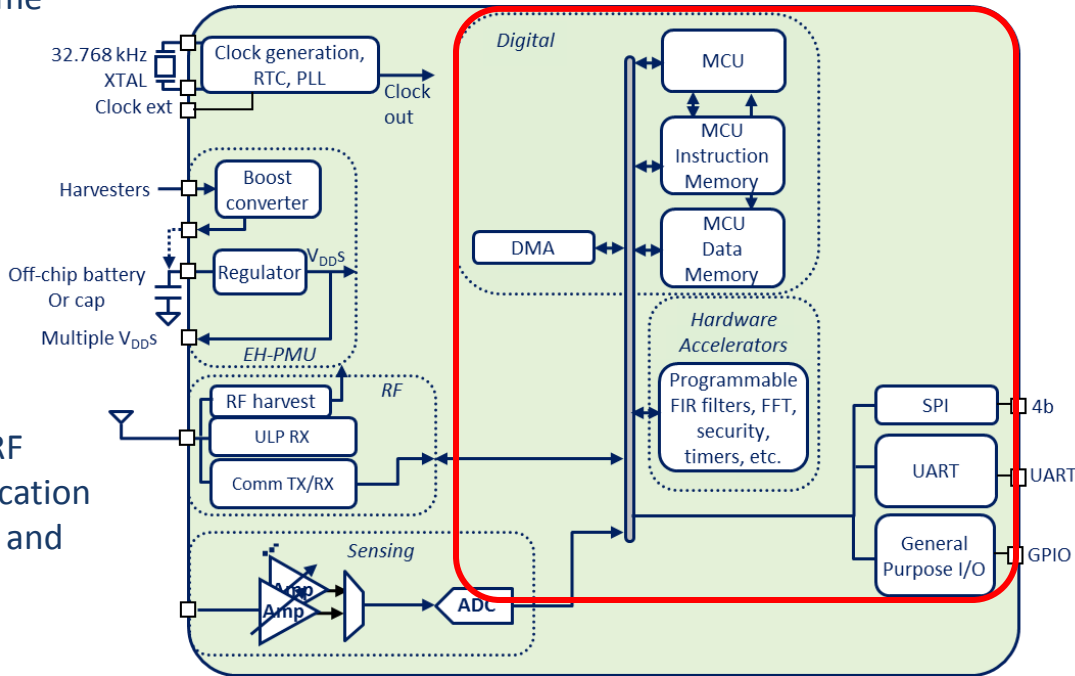 me
32.768 kHz
XTAL
Clock ext
Clock generation,
RTC, PLL
Clock
out
Harvesters
Boost
converter
Off-chip battery
Or cap
Regulator
VDDs
Multiple VDDs
EH-PMU
RF
RF harvest
ULP RX
Comm TX/RX
RF
cation
and
Sensing
Amp
Amp
ADC
Digital
MCU
MCU
Instruction
Memory
MCU
Data
Memory
DMA
Hardware
Accelerators
Programmable
FIR filters, FFT,
security,
timers, etc.
SPI
4b
UART
UART
General
Purpose I/O
GPIO